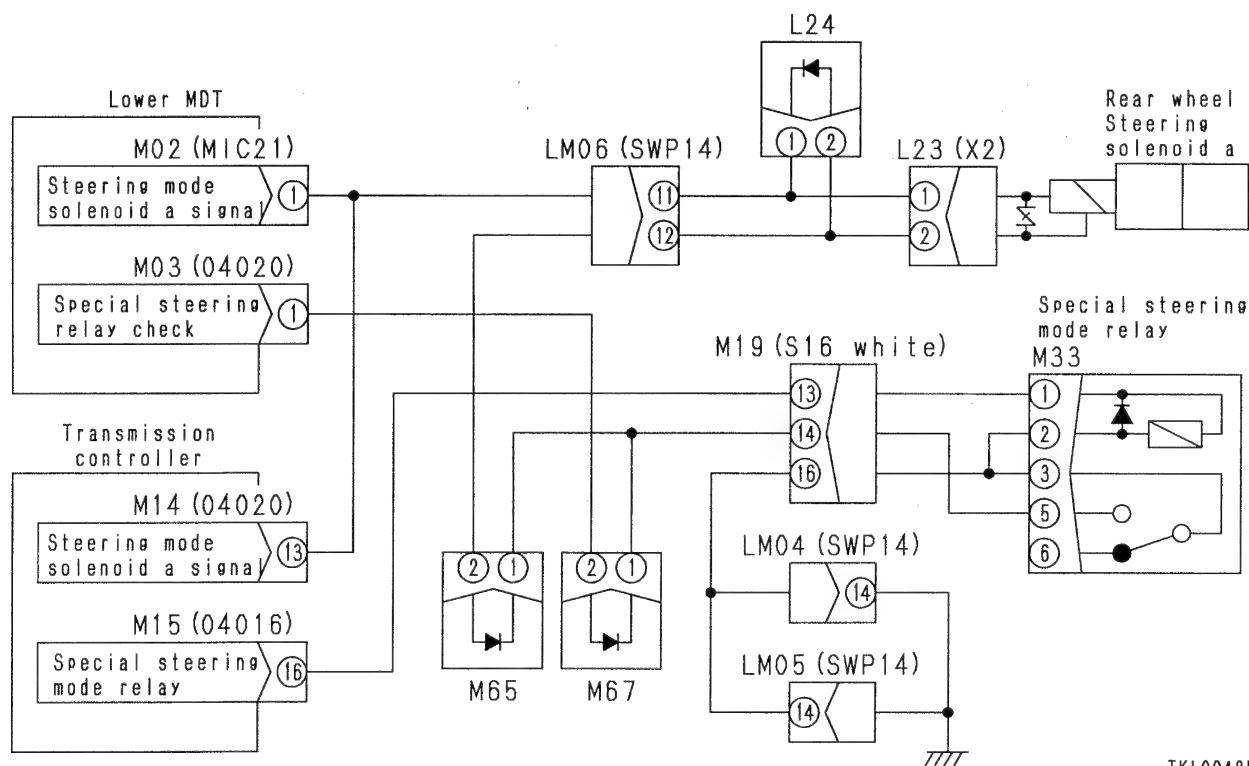 L24
Lower MDT
Rear wheel
Steering
solenoid a
M02 (MIC21)
LM06 (SWP14)
1
2
L23 (X2)
Steering mode
solenoid a signal
1
11
12
1
2
M03 (04020)
Special steering
relay check
1
Special steering
mode relay
M19 (S16 white)
M33
13
14
16
1
2
3
5
6
Transmission
controller
M14 (04020)
Steering mode
solenoid a signal
13
2
1
2
1
LM04 (SWP14)
14
M15 (04016)
Special steering
mode relay
16
M65
M67
LM05 (SWP14)
14